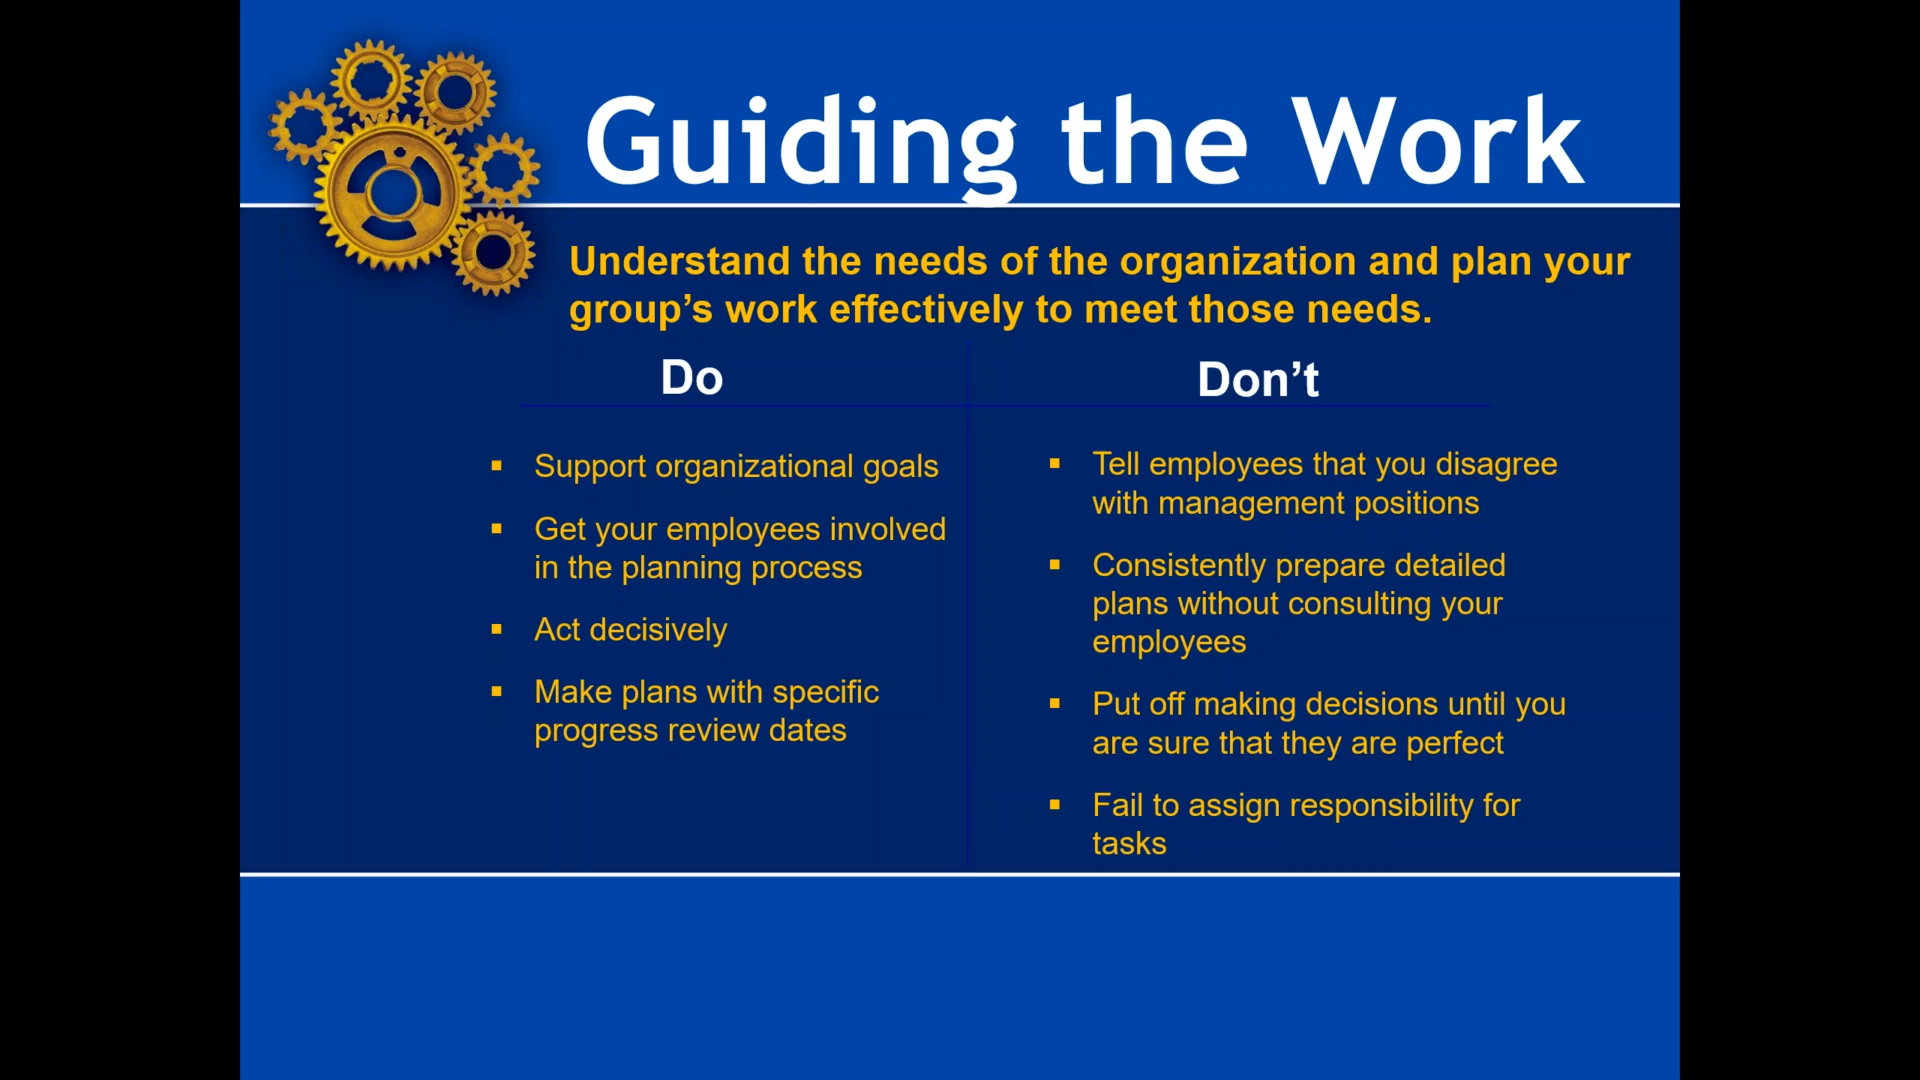 Guiding the Work
Understand the needs of the organization and plan your
group’s work effectively to meet those needs.
Do
▪ Support organizational goals
▪ Get your employees involved
in the planning process
▪ Act decisively
▪ Make plans with specific
progress review dates
Don’t
▪ Tell employees that you disagree
with management positions
▪ Consistently prepare detailed
plans without consulting your
employees
▪ Put off making decisions until you
are sure that they are perfect
▪ Fail to assign responsibility for
tasks